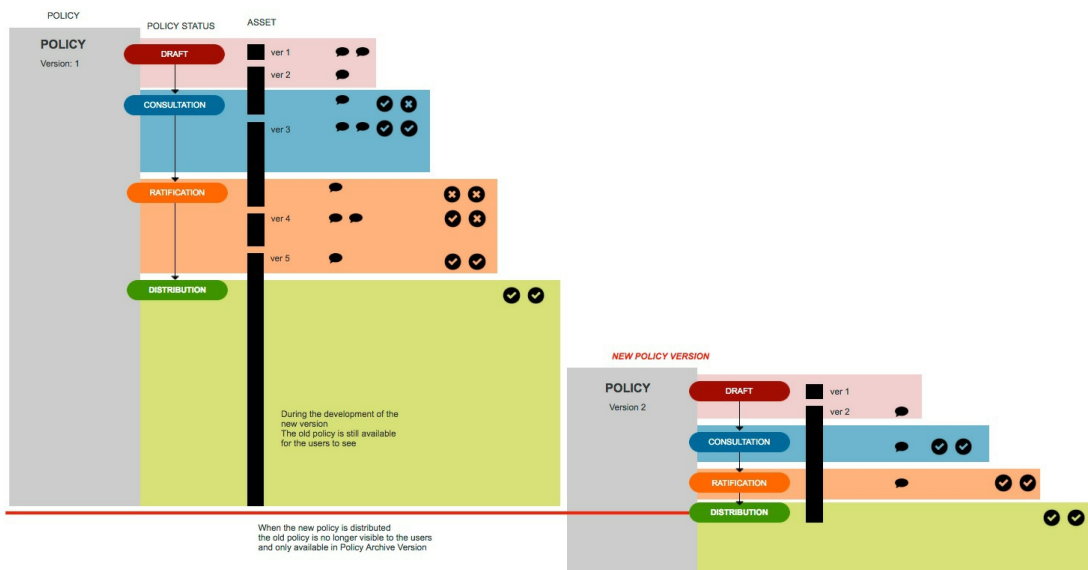 POLICY
POLICY STATUS
ASSET
POLICY
Version: 1
DRAFT
ver 1
ver 2
CONSULTATION
ver 3
RATIFICATION
ver 4
ver 5
DISTRIBUTION
During the development of the
new version
The old policy is still available
for the users to see
NEW POLICY VERSION
POLICY
Version 2
DRAFT
ver 1
ver 2
CONSULTATION
RATIFICATION
DISTRIBUTION
When the new policy is distributed
the old policy is no longer visible to the users
and only available in Policy Archive Version